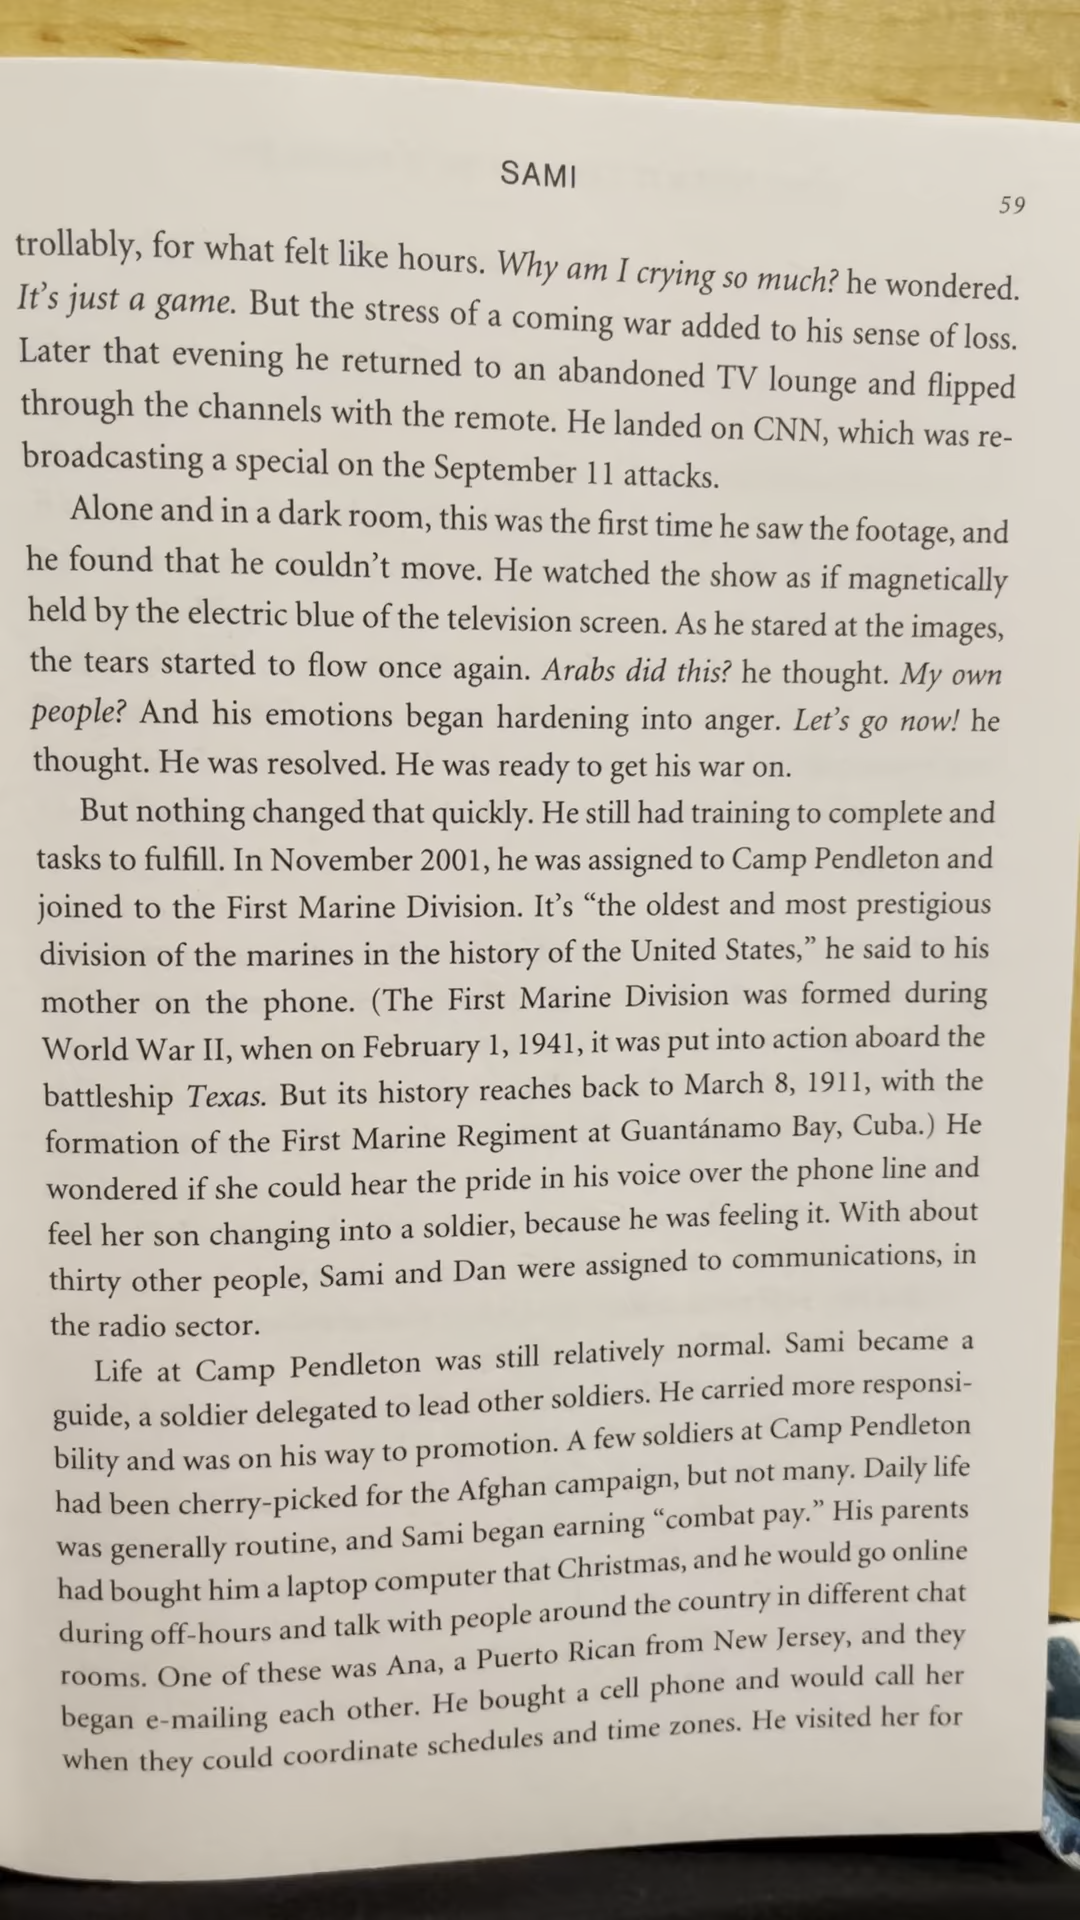 SAMI
59
trollably, for what felt like hours. Why am I crying so much? he wondered.
It's just a game. But the stress of a coming war added to his sense of loss.
Later that evening he returned to an abandoned TV lounge and flipped
through the channels with the remote. He landed on CNN, which was re-
broadcasting a special on the September 11 attacks.
Alone and in a dark room, this was the first time he saw the footage, and
he found that he couldn't move. He watched the show as if magnetically
held by the electric blue of the television screen. As he stared at the images,
the tears started to flow once again. Arabs did this? he thought. My own
people? And his emotions began hardening into anger. Let's go now! he
thought. He was resolved. He was ready to get his war on.
But nothing changed that quickly. He still had training to complete and
tasks to fulfill. In November 2001, he was assigned to Camp Pendleton and
joined to the First Marine Division. It's “the oldest and most prestigious
division of the marines in the history of the United States,” he said to his
mother on the phone. (The First Marine Division was formed during
World War II, when on February 1, 1941, it was put into action aboard the
battleship Texas. But its history reaches back to March 8, 1911, with the
formation of the First Marine Regiment at Guantánamo Bay, Cuba.) He
wondered if she could hear the pride in his voice over the phone line and
feel her son changing into a soldier, because he was feeling it. With about
thirty other people, Sami and Dan were assigned to communications, in
the radio sector.
Life at Camp Pendleton was still relatively normal. Sami became a
guide, a soldier delegated to lead other soldiers. He carried more responsi-
bility and was on his way to promotion. A few soldiers at Camp Pendleton
had been cherry-picked for the Afghan campaign, but not many. Daily life
was generally routine, and Sami began earning “combat pay.” His parents
had bought him a laptop computer that Christmas, and he would go online
during off-hours and talk with people around the country in different chat
rooms. One of these was Ana, a Puerto Rican from New Jersey, and they
began e-mailing each other. He bought a cell phone and would call her
when they could coordinate schedules and time zones. He visited her for